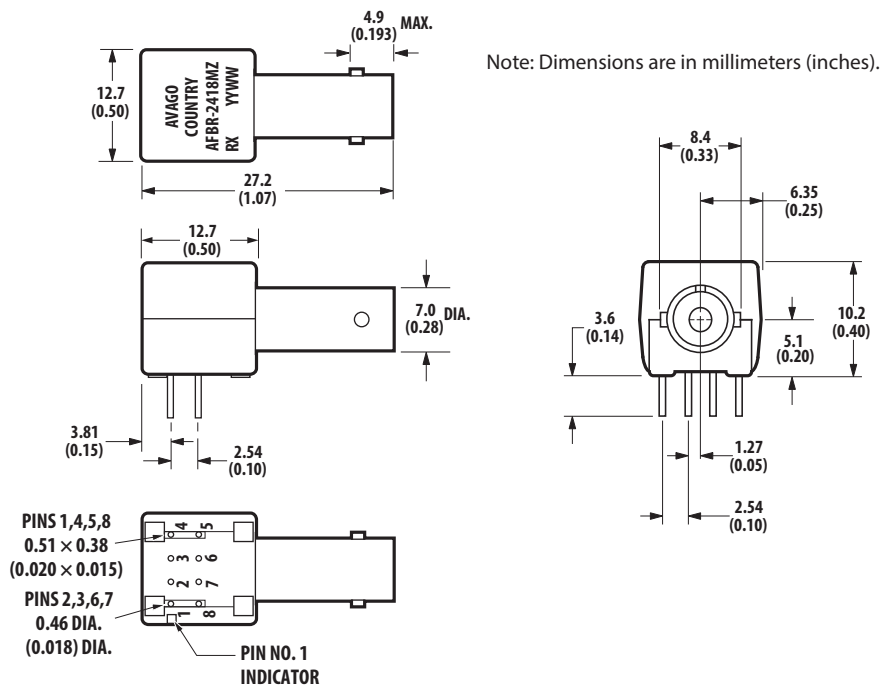 4.9
(0.193) MAX.
Note: Dimensions are in millimeters (inches).
12.7
(0.50)
AVAGO
COUNTRY
AFBR-2418MZ
RX YYWW
27.2
(1.07)
8.4
(0.33)
6.35
(0.25)
12.7
(0.50)
7.0
(0.28) DIA.
3.6
(0.14)
10.2
(0.40)
5.1
(0.20)
3.81
(0.15)
2.54
(0.10)
1.27
(0.05)
2.54
(0.10)
PINS 1,4,5,8
0.51 × 0.38
(0.020 × 0.015)
PINS 2,3,6,7
0.46 DIA.
(0.018) DIA.
4 5
3 6
2 7
1 8
PIN NO. 1
INDICATOR